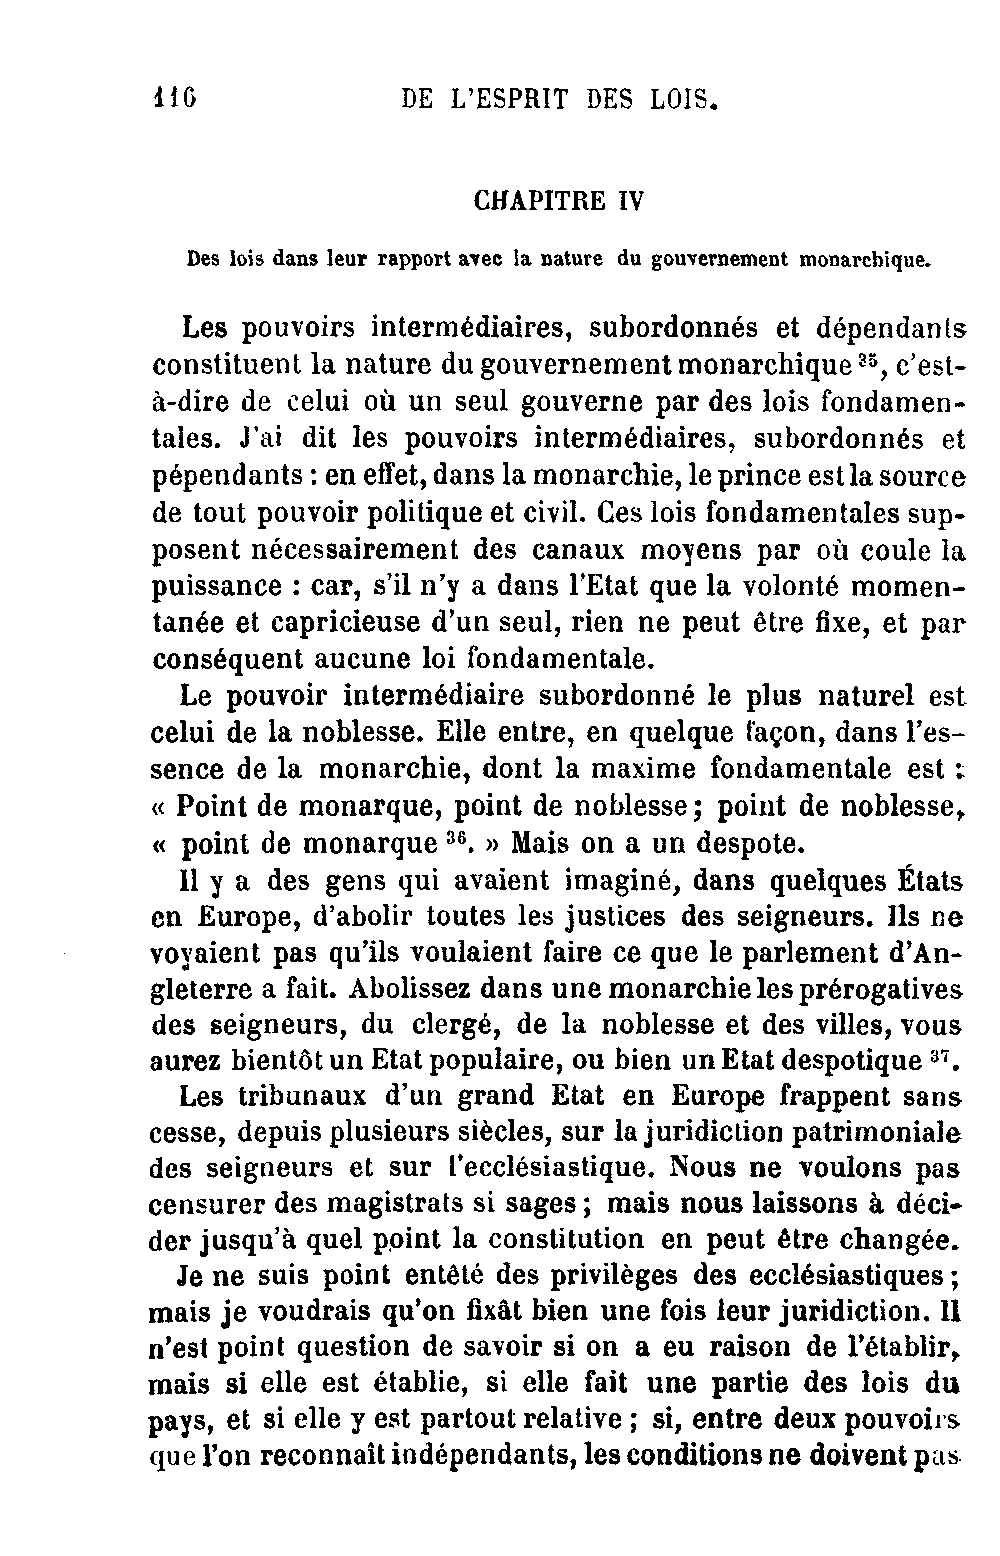 116 DE L'ESPRIT DES LOIS.
CHAPITRE IV
Des lois dans leur rapport avec la nature du gouvernement monarchique.
Les pouvoirs intermédiaires, subordonnés et dépendants
constituent la nature du gouvernement monarchique ³⁵, c'est-
à-dire de celui où un seul gouverne par des lois fondamen-
tales. J'ai dit les pouvoirs intermédiaires, subordonnés et
pépendants : en effet, dans la monarchie, le prince est la source
de tout pouvoir politique et civil. Ces lois fondamentales sup-
posent nécessairement des canaux moyens par où coule la
puissance : car, s'il n'y a dans l'Etat que la volonté momen-
tanée et capricieuse d'un seul, rien ne peut être fixe, et par
conséquent aucune loi fondamentale.
Le pouvoir intermédiaire subordonné le plus naturel est
celui de la noblesse. Elle entre, en quelque façon, dans l'es-
sence de la monarchie, dont la maxime fondamentale est :
« Point de monarque, point de noblesse ; point de noblesse,
« point de monarque ³⁶. » Mais on a un despote.
Il y a des gens qui avaient imaginé, dans quelques États
en Europe, d'abolir toutes les justices des seigneurs. Ils ne
voyaient pas qu'ils voulaient faire ce que le parlement d'An-
gleterre a fait. Abolissez dans une monarchie les prérogatives
des seigneurs, du clergé, de la noblesse et des villes, vous
aurez bientôt un Etat populaire, ou bien un Etat despotique ³⁷.
Les tribunaux d'un grand Etat en Europe frappent sans
cesse, depuis plusieurs siècles, sur la juridiction patrimoniale
des seigneurs et sur l'ecclésiastique. Nous ne voulons pas
censurer des magistrats si sages ; mais nous laissons à déci-
der jusqu'à quel point la constitution en peut être changée.
Je ne suis point entêté des privilèges des ecclésiastiques ;
mais je voudrais qu'on fixât bien une fois leur juridiction. Il
n'est point question de savoir si on a eu raison de l'établir,
mais si elle est établie, si elle fait une partie des lois du
pays, et si elle y est partout relative ; si, entre deux pouvoirs
que l'on reconnaît indépendants, les conditions ne doivent pas